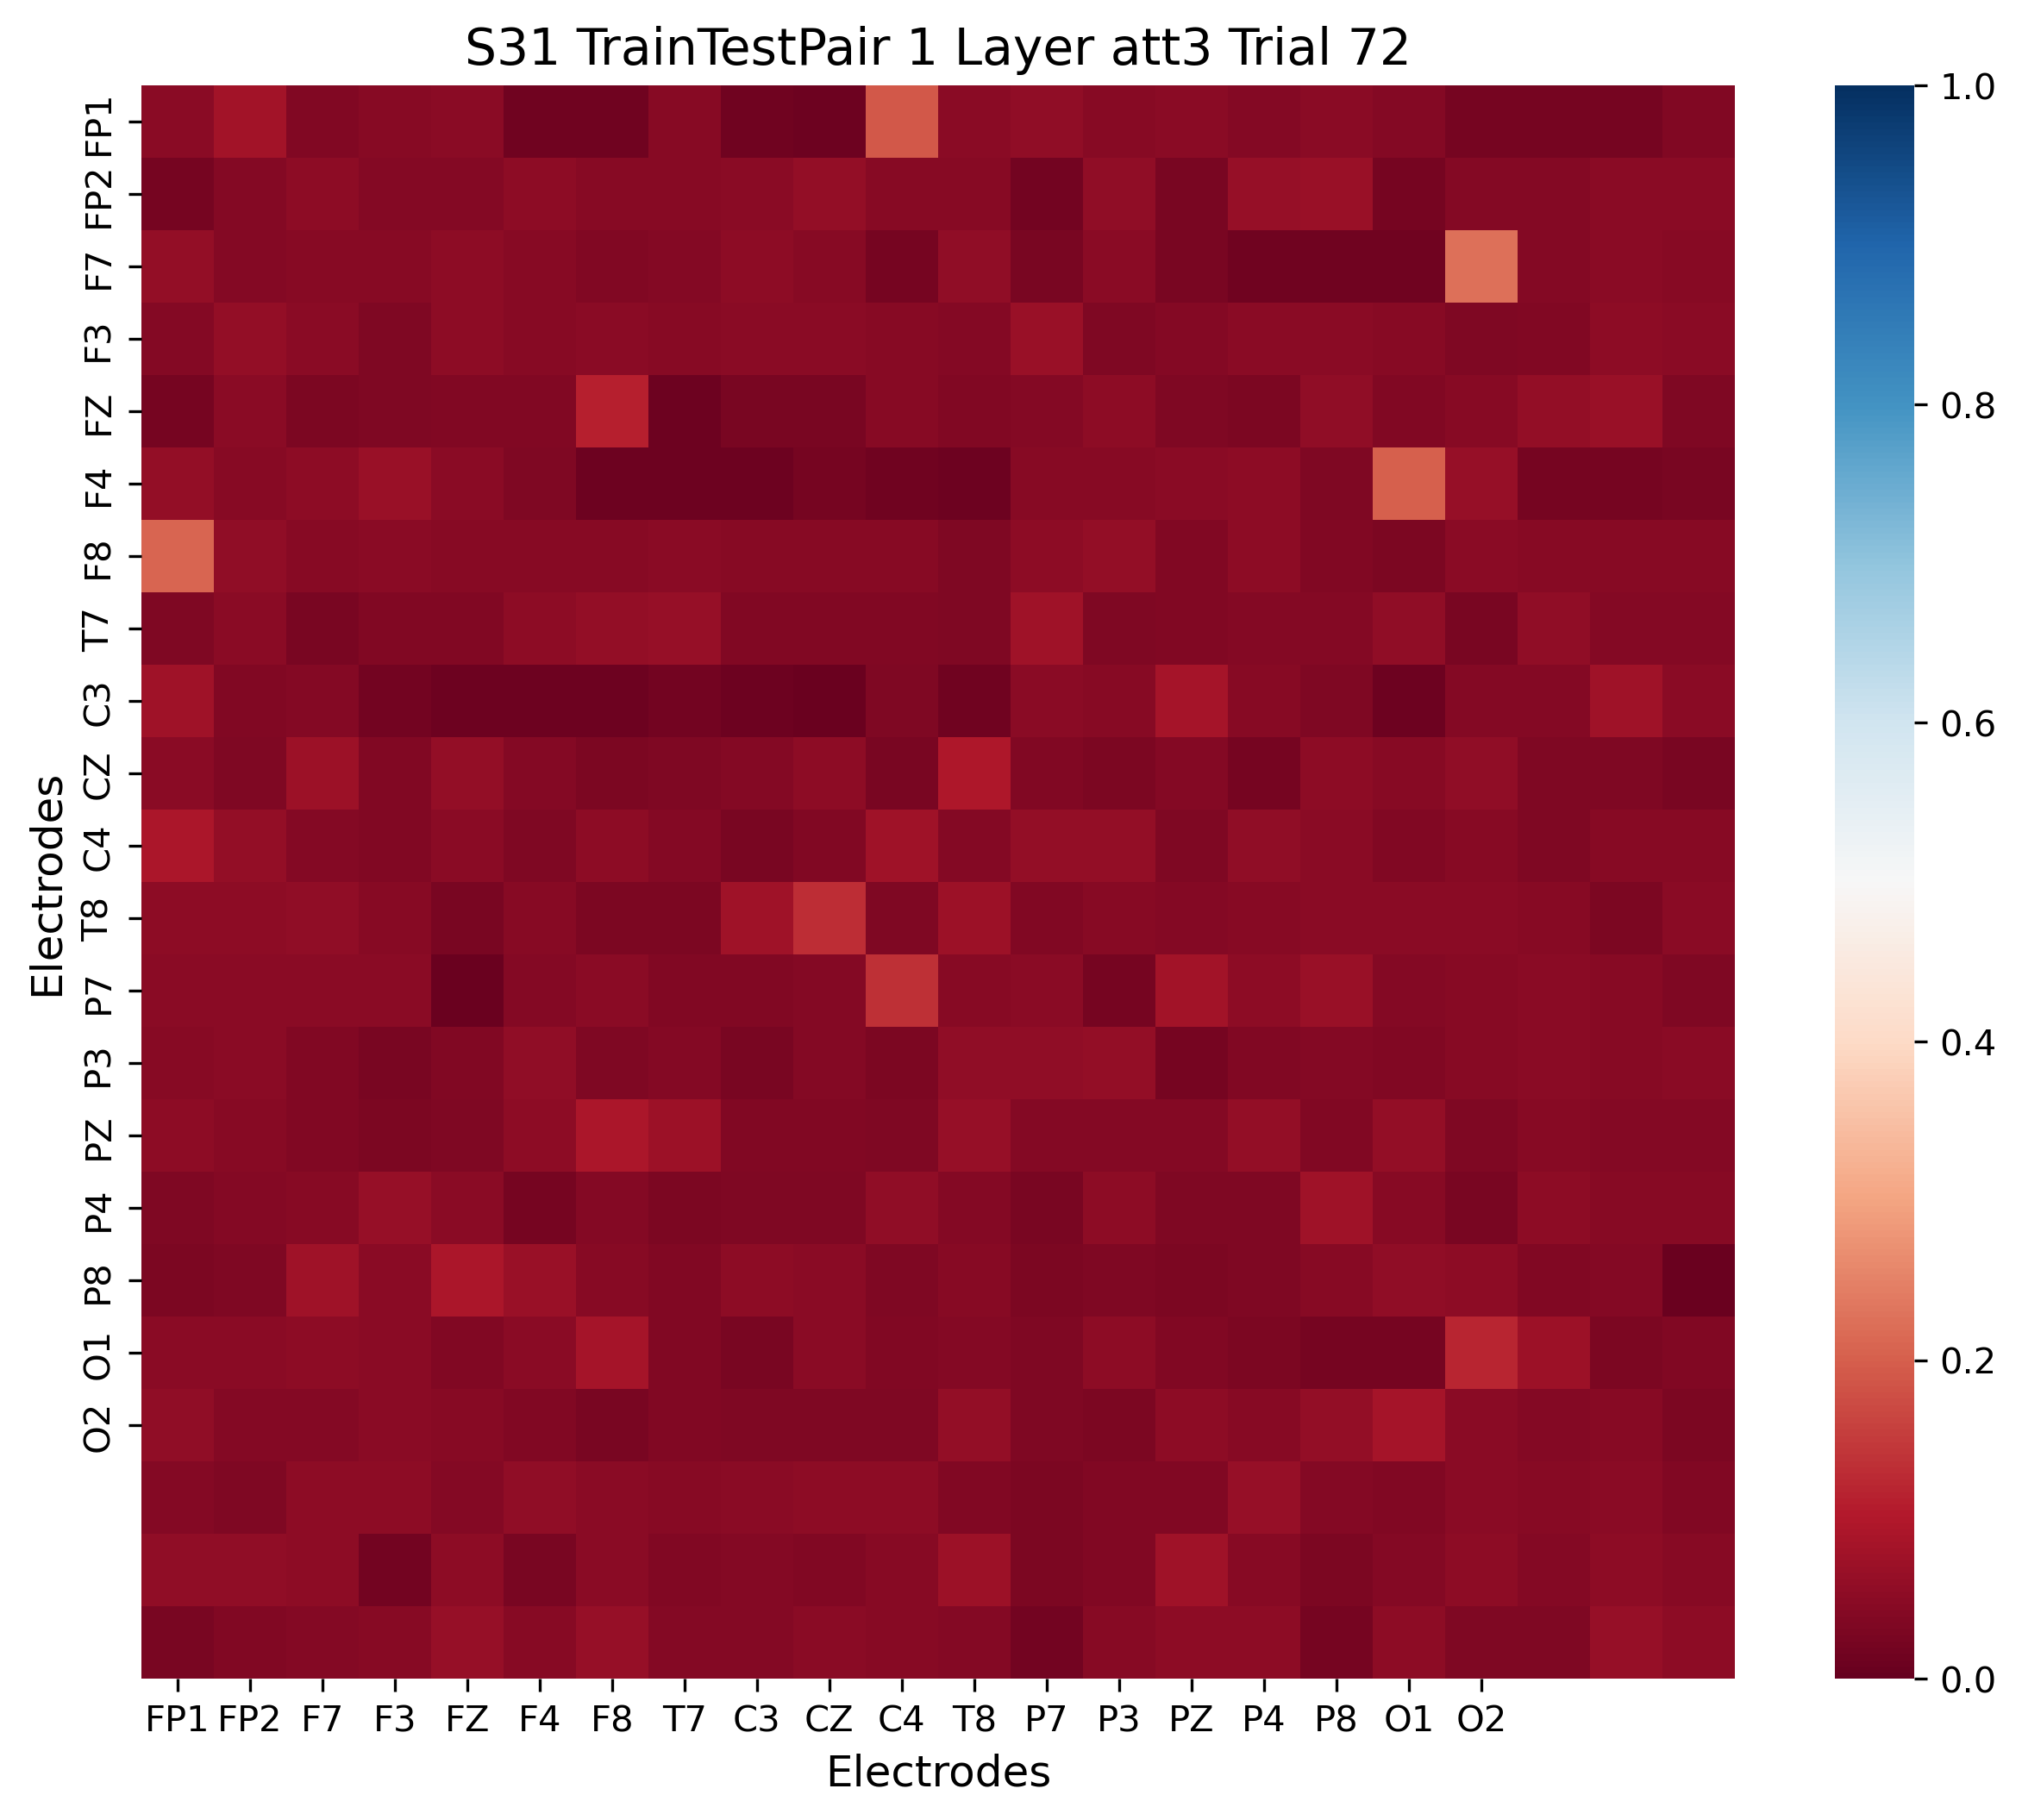 S31 TrainTestPair 1 Layer att3 Trial 72
Electrodes
FP1
FP2
F7
F3
FZ
F4
F8
T7
C3
CZ
C4
T8
P7
P3
PZ
P4
P8
O1
O2
FP1 FP2 F7 F3 FZ F4 F8 T7 C3 CZ C4 T8 P7 P3 PZ P4 P8 O1 O2
Electrodes
1.0
0.8
0.6
0.4
0.2
0.0